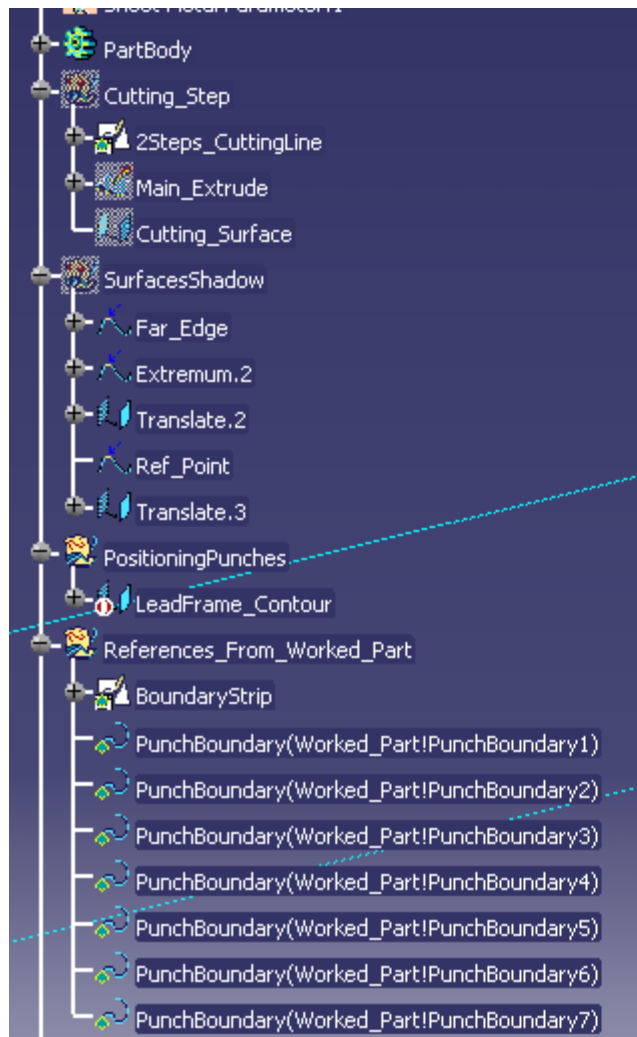 PartBody
Cutting_Step
2Steps_CuttingLine
Main_Extrude
Cutting_Surface
SurfacesShadow
Far_Edge
Extremum.2
Translate.2
Ref_Point
Translate.3
PositioningPunches
LeadFrame_Contour
References_From_Worked_Part
BoundaryStrip
PunchBoundary(Worked_Part!PunchBoundary1)
PunchBoundary(Worked_Part!PunchBoundary2)
PunchBoundary(Worked_Part!PunchBoundary3)
PunchBoundary(Worked_Part!PunchBoundary4)
PunchBoundary(Worked_Part!PunchBoundary5)
PunchBoundary(Worked_Part!PunchBoundary6)
PunchBoundary(Worked_Part!PunchBoundary7)